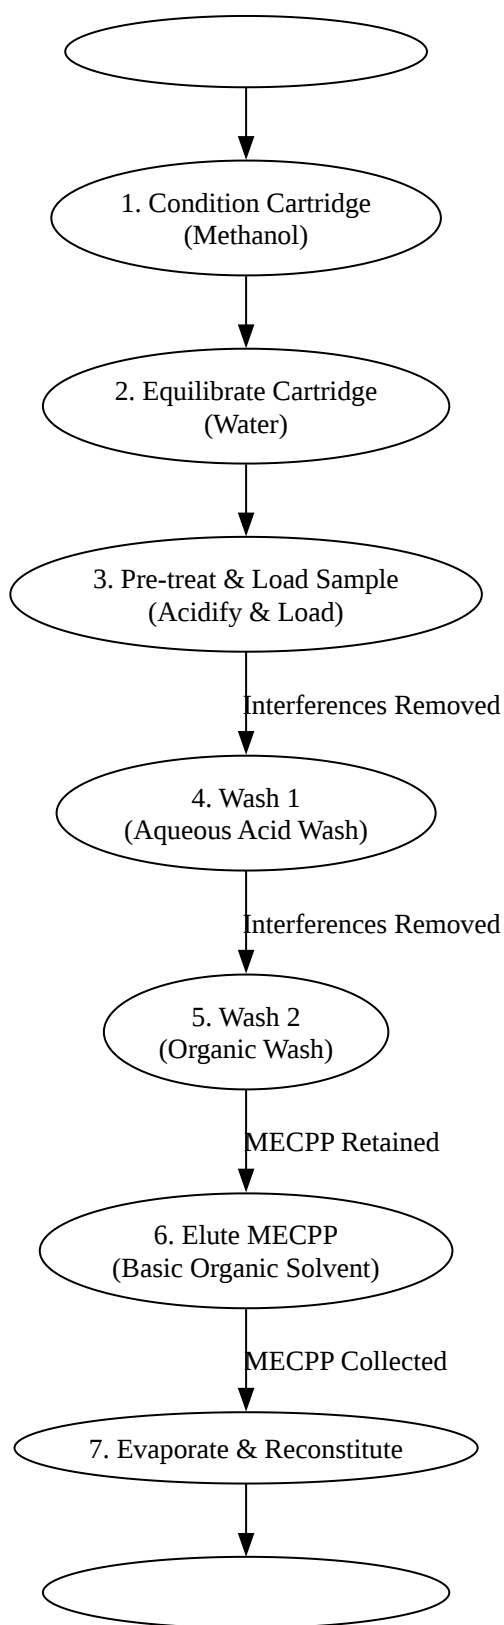 1. Condition Cartridge
(Methanol)
2. Equilibrate Cartridge
(Water)
3. Pre-treat & Load Sample
(Acidify & Load)
Interferences Removed
4. Wash 1
(Aqueous Acid Wash)
Interferences Removed
5. Wash 2
(Organic Wash)
MECPP Retained
6. Elute MECPP
(Basic Organic Solvent)
MECPP Collected
7. Evaporate & Reconstitute